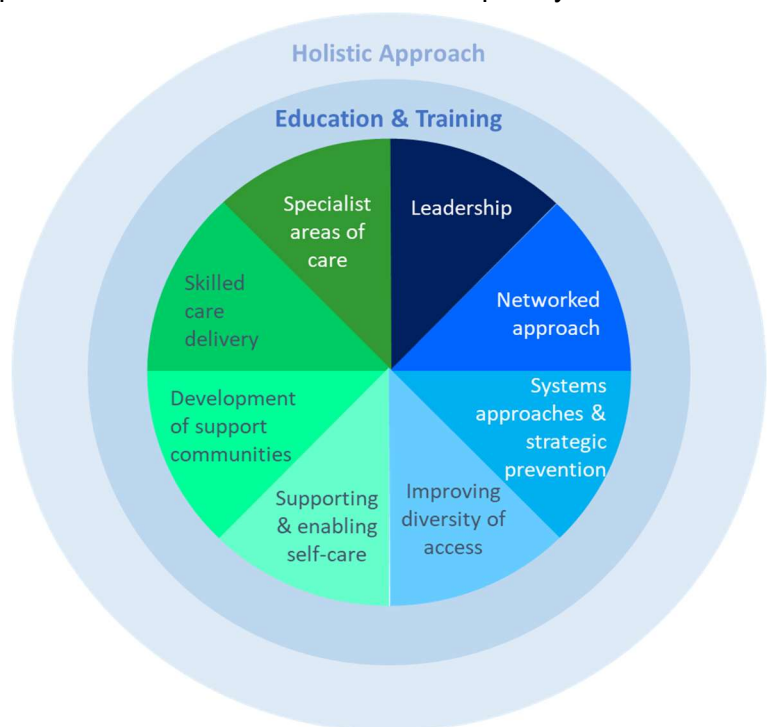 Holistic Approach
Education & Training
Specialist
areas of
care
Leadership
Skilled
care
delivery
Networked
approach
Development
of support
communities
Systems
approaches &
strategic
prevention
Supporting
& enabling
self-care
Improving
diversity of
access